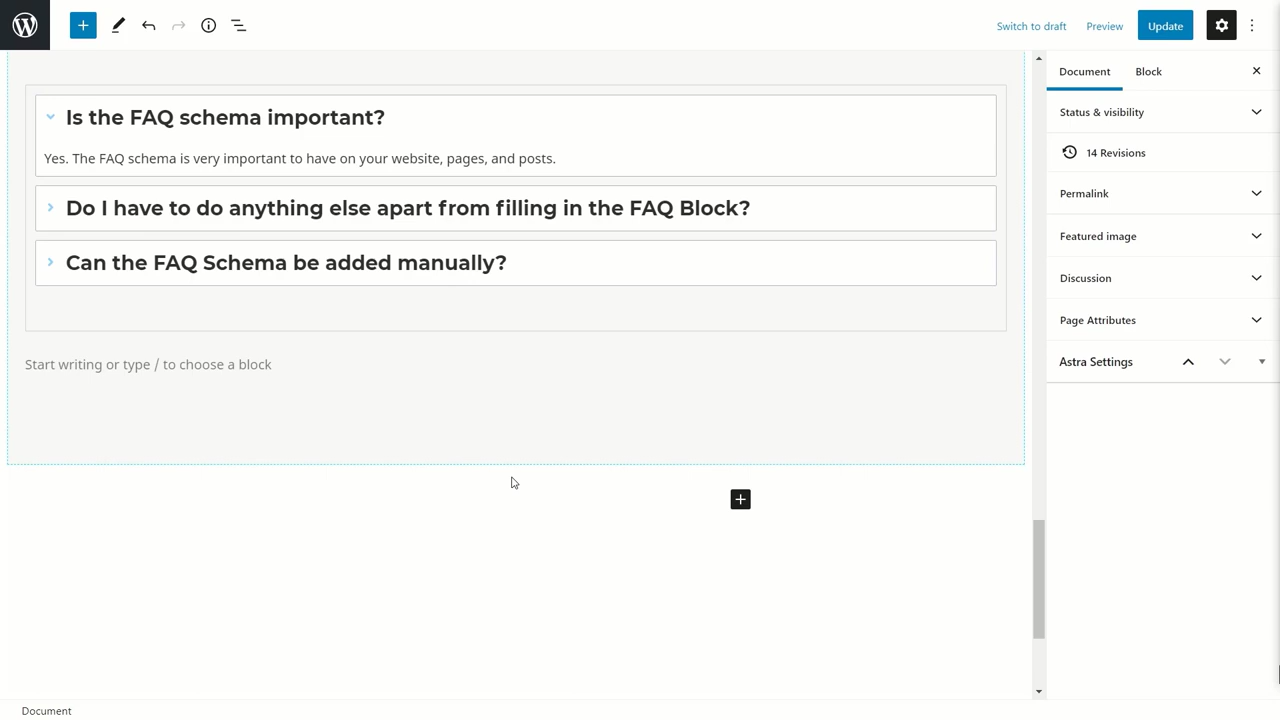 Switch to draft Preview Update
Document Block
Is the FAQ schema important?
Yes. The FAQ schema is very important to have on your website, pages, and posts.
Do I have to do anything else apart from filling in the FAQ Block?
Can the FAQ Schema be added manually?
Start writing or type / to choose a block
Status & visibility
14 Revisions
Permalink
Featured image
Discussion
Page Attributes
Astra Settings
Document